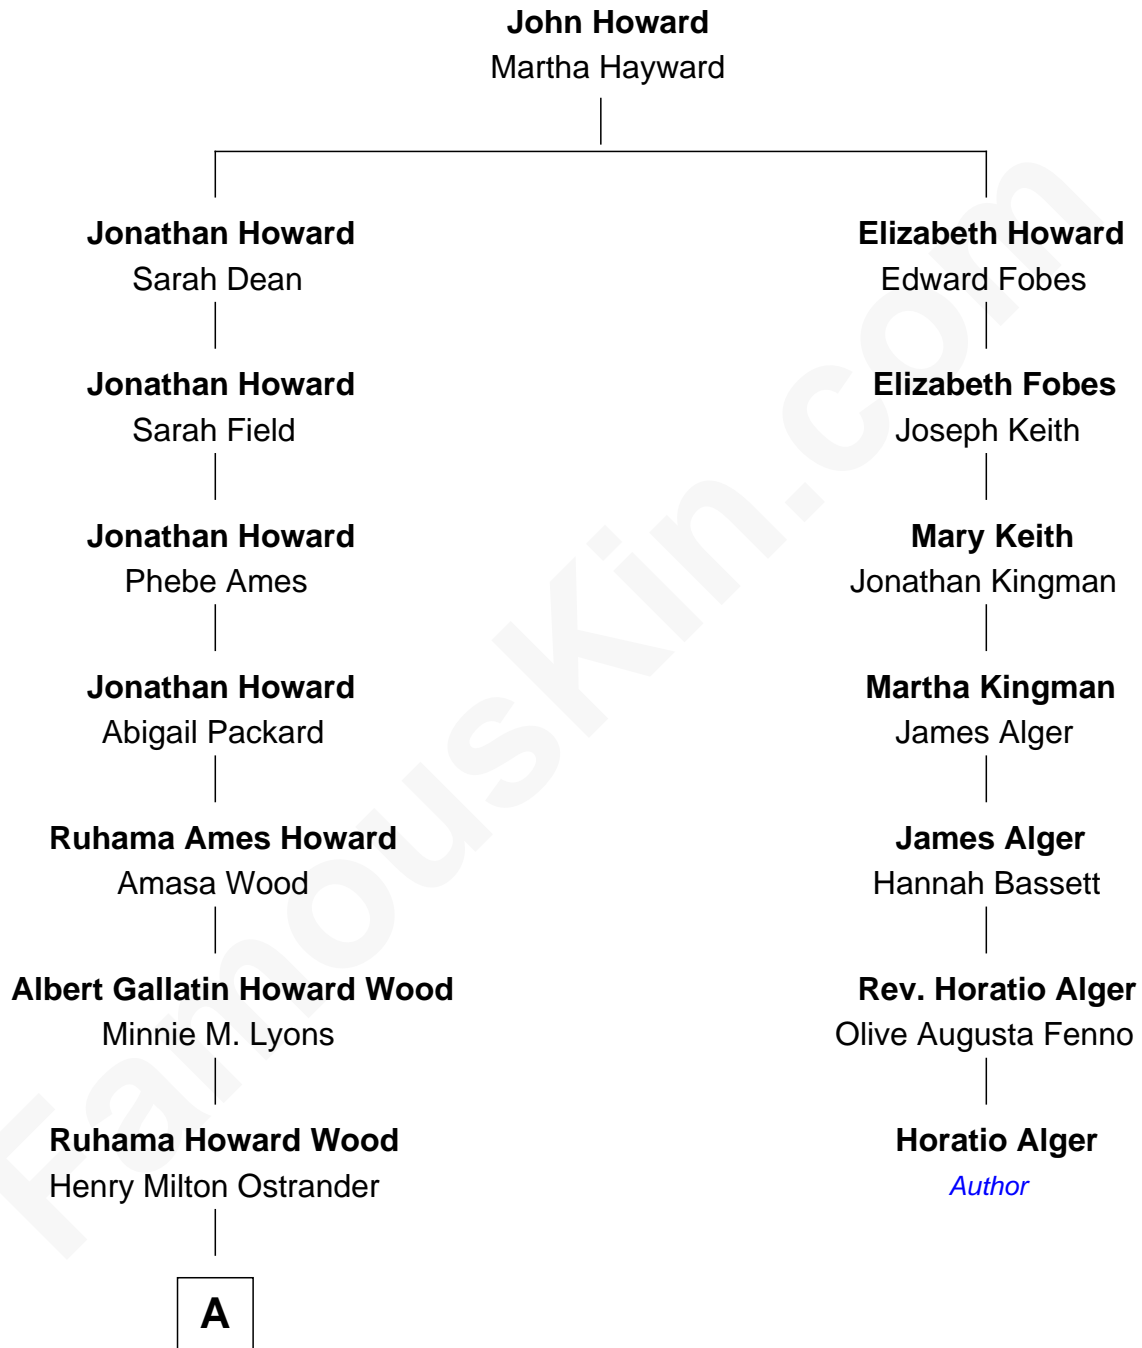 John Howard
Martha Hayward
Jonathan Howard
Sarah Dean
Elizabeth Howard
Edward Fobes
Jonathan Howard
Sarah Field
Elizabeth Fobes
Joseph Keith
Jonathan Howard
Phebe Ames
Mary Keith
Jonathan Kingman
Jonathan Howard
Abigail Packard
Martha Kingman
James Alger
Ruhama Ames Howard
Amasa Wood
James Alger
Hannah Bassett
Albert Gallatin Howard Wood
Minnie M. Lyons
Rev. Horatio Alger
Olive Augusta Fenno
Ruhama Howard Wood
Henry Milton Ostrander
Horatio Alger
Author
A
FamousKin.com